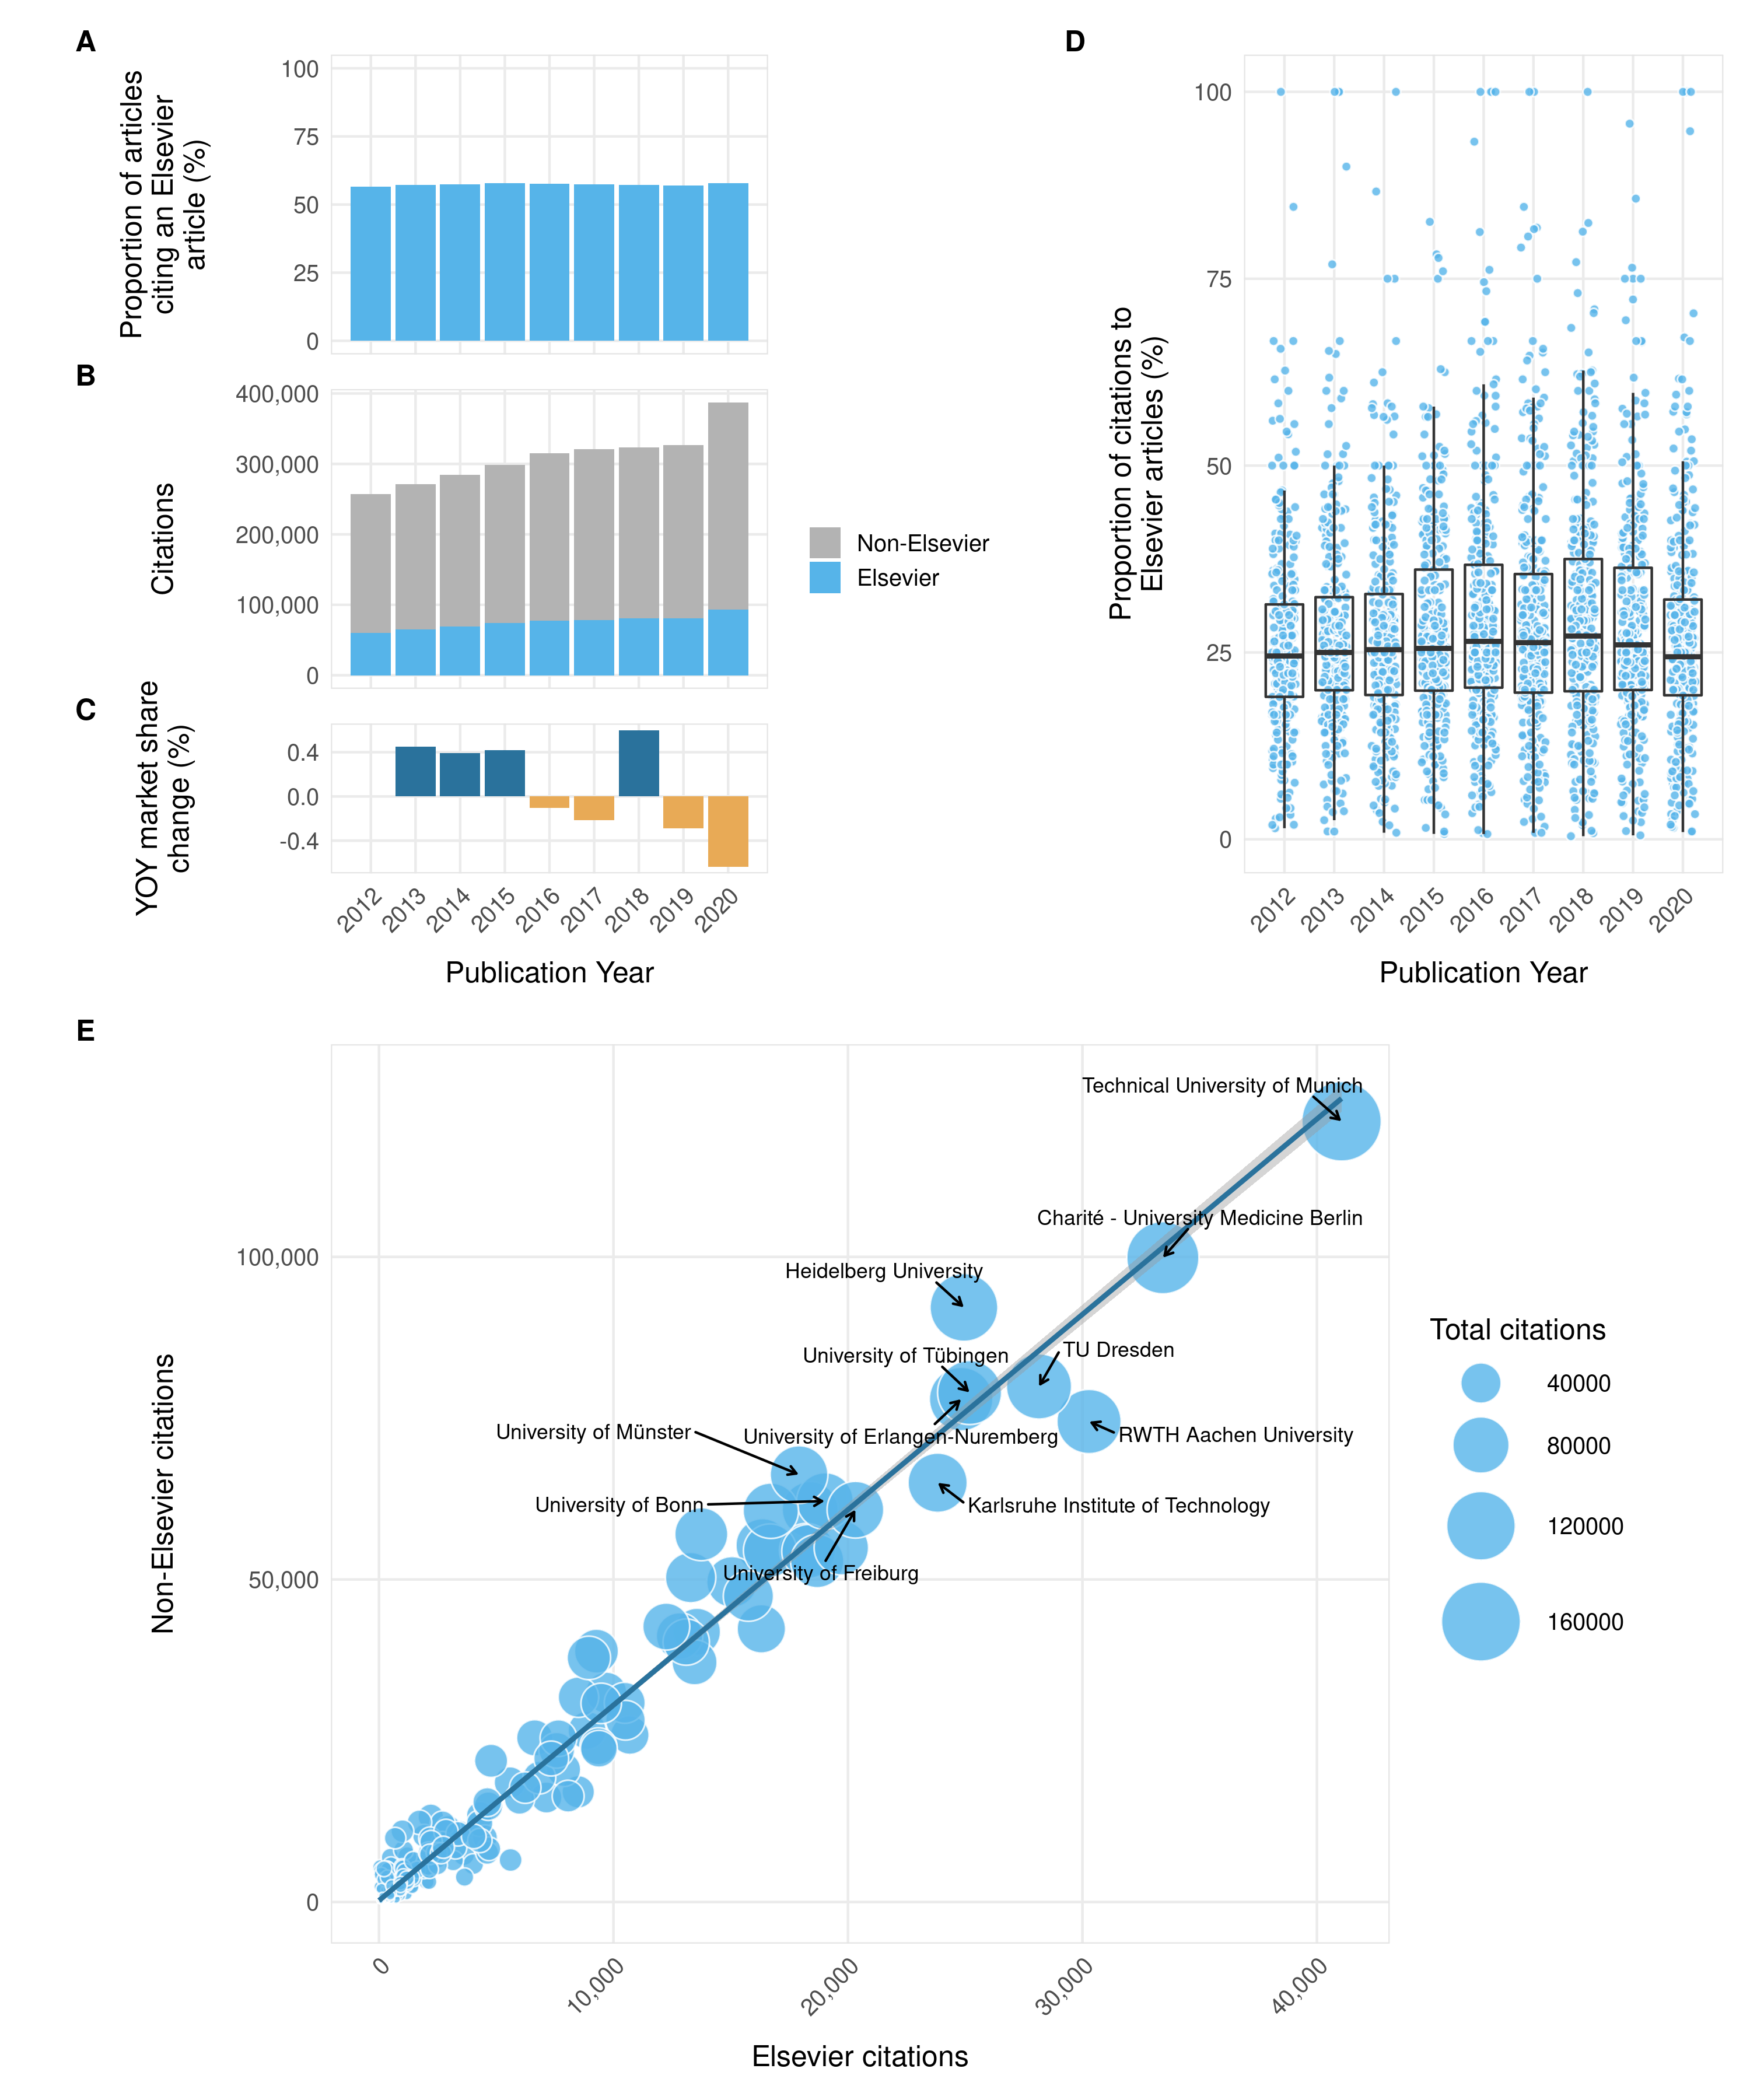 A
Proportion of articles
citing an Elsevier
article (%)
100
75
50
25
0
B
Citations
400,000
300,000
200,000
100,000
0
Non-Elsevier
Elsevier
C
YOY market share
change (%)
0.4
0.0
-0.4
2012
2013
2014
2015
2016
2017
2018
2019
2020
Publication Year
D
Proportion of citations to
Elsevier articles (%)
100
75
50
25
0
2012
2013
2014
2015
2016
2017
2018
2019
2020
Publication Year
E
Non-Elsevier citations
100,000
50,000
0
Technical University of Munich
Charité - University Medicine Berlin
Heidelberg University
University of Tübingen
TU Dresden
University of Münster
University of Erlangen-Nuremberg
RWTH Aachen University
University of Bonn
Karlsruhe Institute of Technology
University of Freiburg
0
10,000
20,000
30,000
40,000
Elsevier citations
Total citations
40000
80000
120000
160000